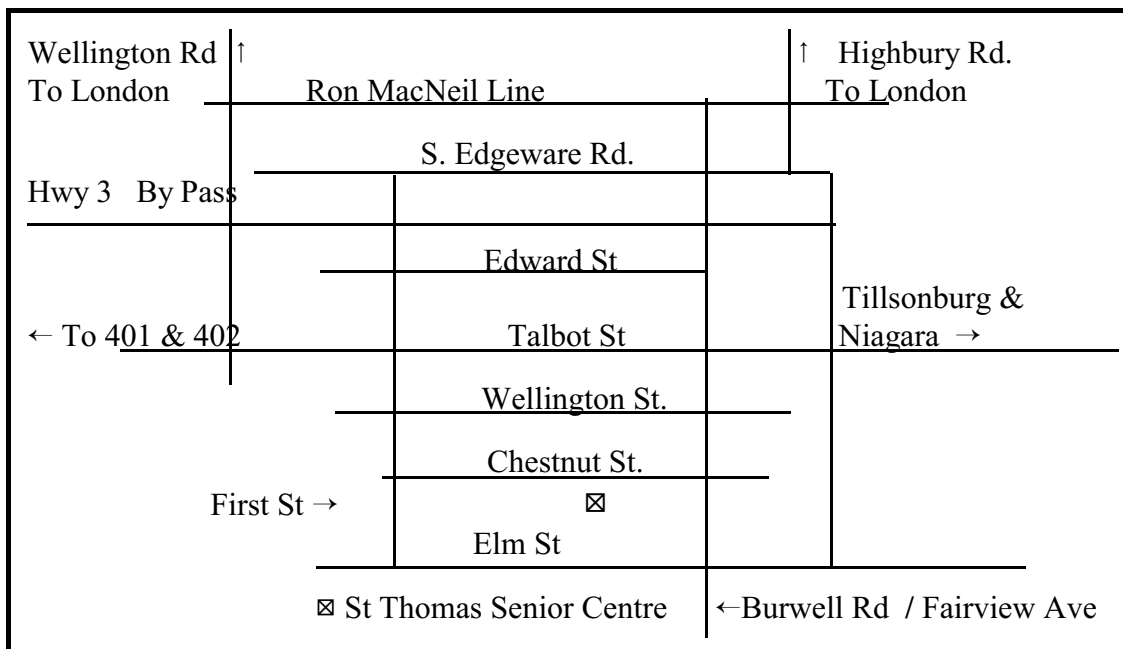 Wellington Rd ↑
To London
↑ Highbury Rd.
To London
Ron MacNeil Line
S. Edgeware Rd.
Hwy 3 By Pass
Edward St
Tillsonburg &
Niagara →
← To 401 & 402
Talbot St
Wellington St.
Chestnut St.
First St →
☒
Elm St
☒ St Thomas Senior Centre
←Burwell Rd / Fairview Ave